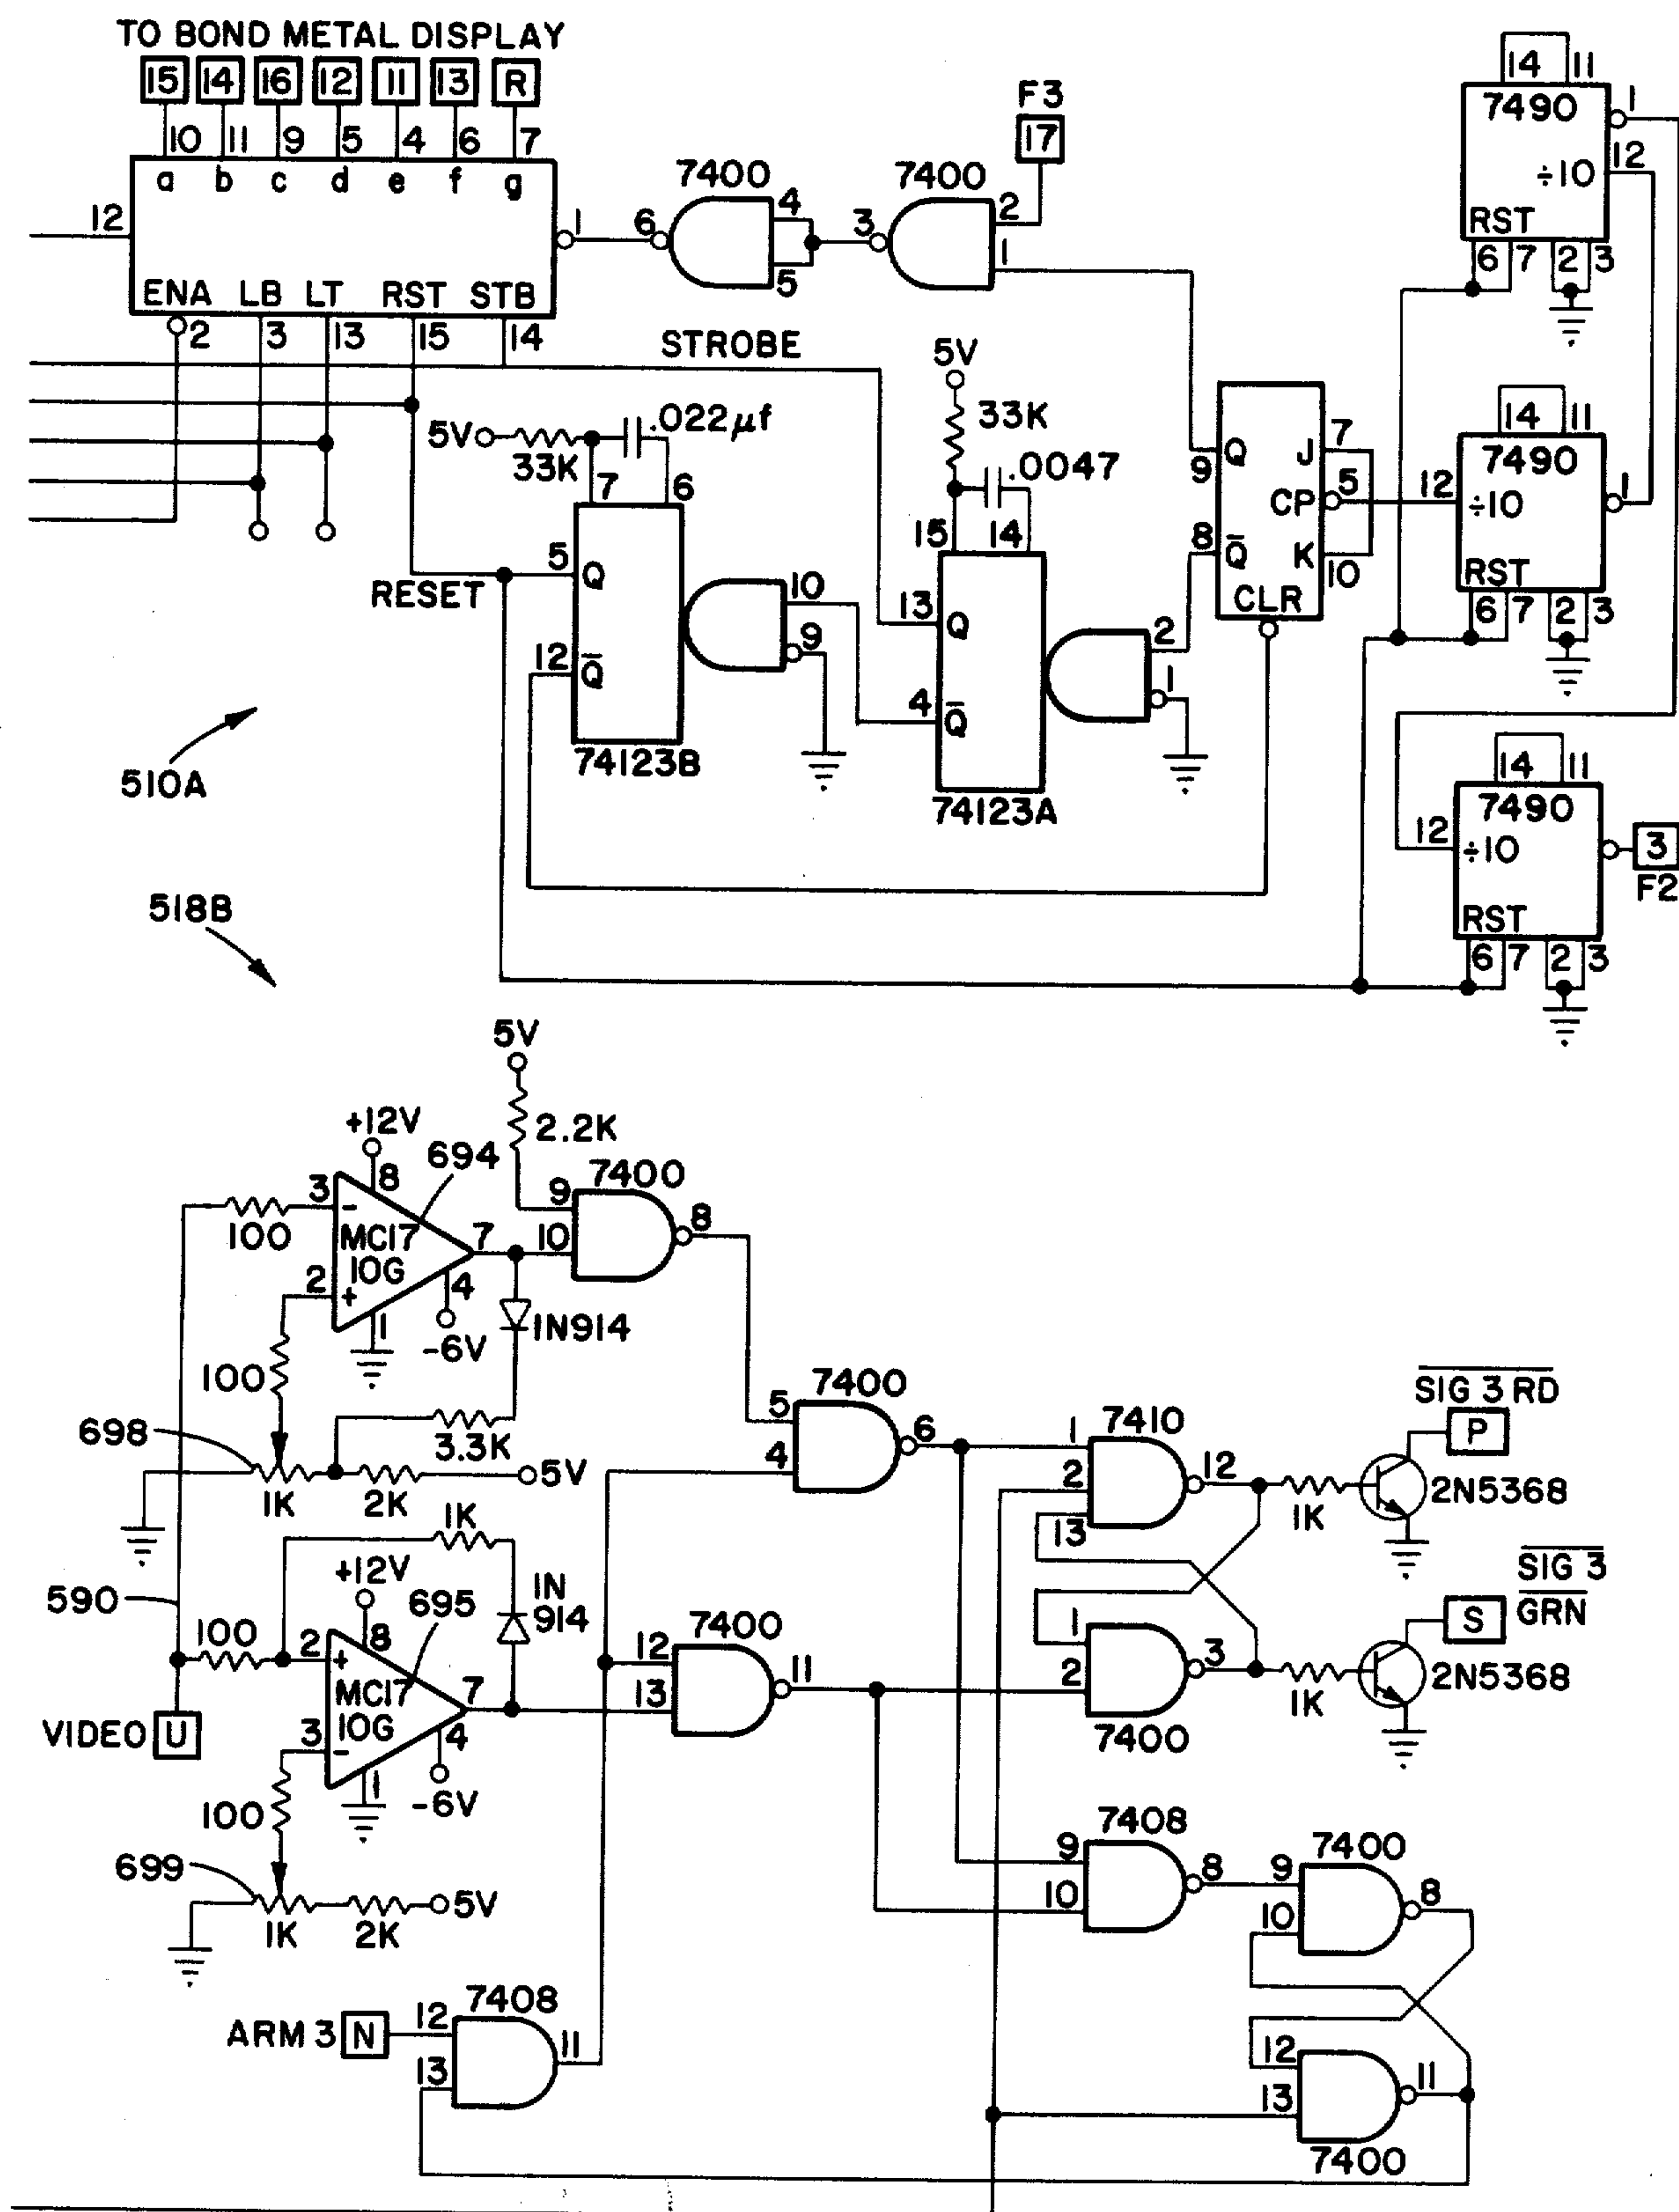 TO BOND METAL DISPLAY
15 14 16 12 11 13 R
10 11 9 5 4 6 7
a b c d e f g
12
1
ENA LB LT RST STB
2 3 13 15 14
STROBE
7400
6 4 5
7400
3 2 1
F3
17
14 11
7490
1
12
÷10
RST
6 7 2 3
14 11
7490
12 ÷10 1
RST
6 7 2 3
14 11
7490
12 ÷10
3
F2
RST
6 7 2 3
5V
33K
.022µf
7 6
5 Q
RESET
12 Q̅
10
9
74123B
5V
33K
.0047
15 14
13 Q
4 Q̅
2
1
74123A
9 Q J 7
CP 5
8 Q̅ K 10
CLR
510A
518B
5V
2.2K
+12V
694
8
3 -
100
MC17
10G
7
2 +
4
1
-6V
100
9
10
7400
8
1N914
3.3K
698
1K
2K
5V
1K
+12V
695
590
100
8
2 +
MC17
10G
7
3 -
4
1
-6V
1N
914
VIDEO U
100
699
1K
2K
5V
12
13
7400
11
7400
5
4
6
7410
1
2
13
12
1K
SIG 3 RD
P
2N5368
SIG 3
GRN
S
1
2
3
7400
1K
2N5368
7408
9
10
8
7400
9
10
8
ARM 3 N
12
13
7408
11
12
13
11
7400